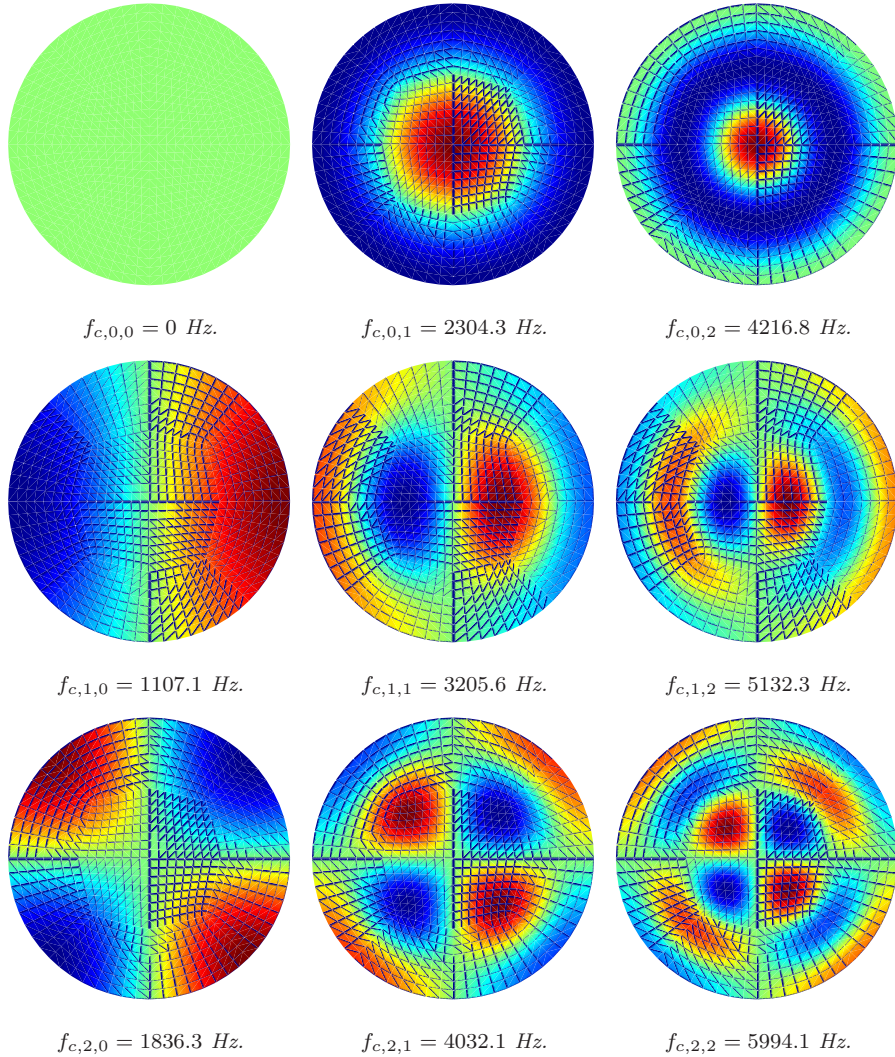 f_{c,0,0} = 0 Hz. f_{c,0,1} = 2304.3 Hz. f_{c,0,2} = 4216.8 Hz.
f_{c,1,0} = 1107.1 Hz. f_{c,1,1} = 3205.6 Hz. f_{c,1,2} = 5132.3 Hz.
f_{c,2,0} = 1836.3 Hz. f_{c,2,1} = 4032.1 Hz. f_{c,2,2} = 5994.1 Hz.